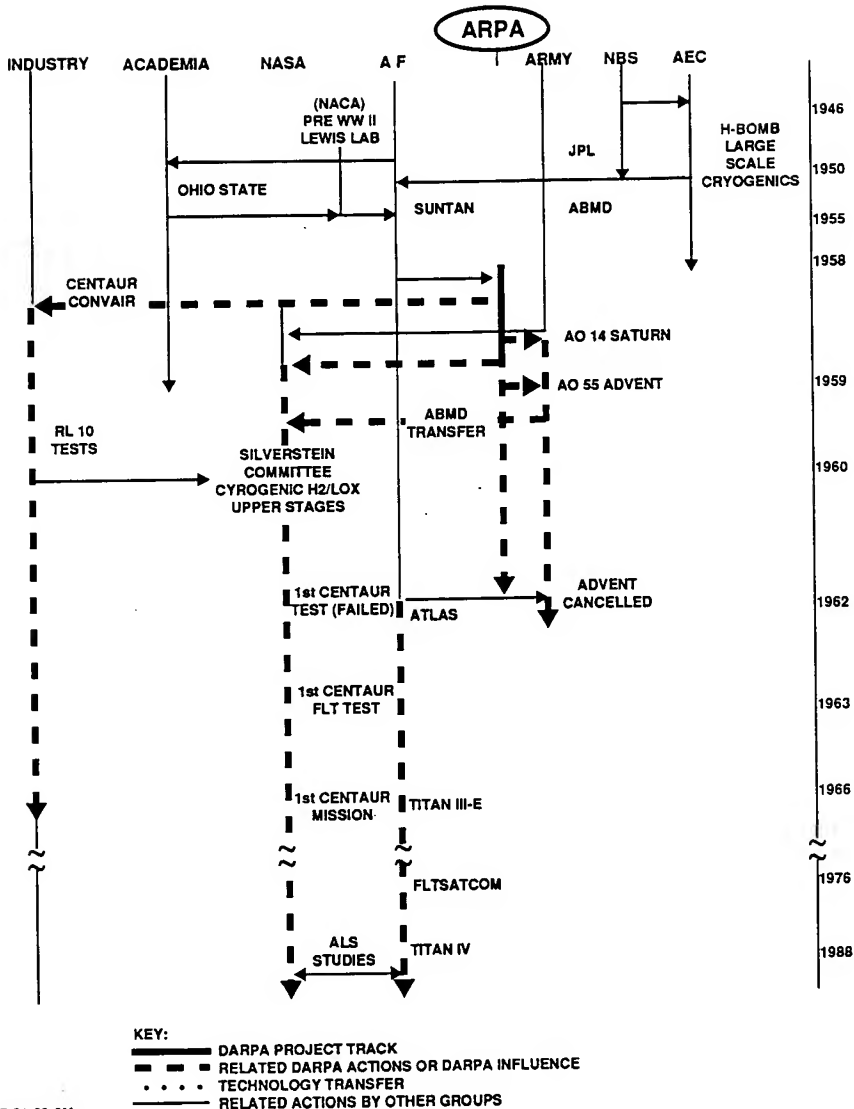 ARPA
INDUSTRY ACADEMIA NASA A F ARMY NBS AEC
1946
(NACA)
PRE WW II
LEWIS LAB
H-BOMB
LARGE
SCALE
CRYOGENICS
JPL
1950
OHIO STATE
SUNTAN
ABMD
1955
1958
CENTAUR
CONVAIR
AO 14 SATURN
1959
AO 55 ADVENT
ABMD
TRANSFER
RL 10
TESTS
SILVERSTEIN
COMMITTEE
CYROGENIC H2/LOX
UPPER STAGES
1960
1st CENTAUR
TEST (FAILED)
ATLAS
ADVENT
CANCELLED
1962
1st CENTAUR
FLT TEST
1963
1st CENTAUR
MISSION
TITAN III-E
1966
FLTSATCOM
1976
ALS
STUDIES
TITAN IV
1988
KEY:
DARPA PROJECT TRACK
RELATED DARPA ACTIONS OR DARPA INFLUENCE
TECHNOLOGY TRANSFER
RELATED ACTIONS BY OTHER GROUPS